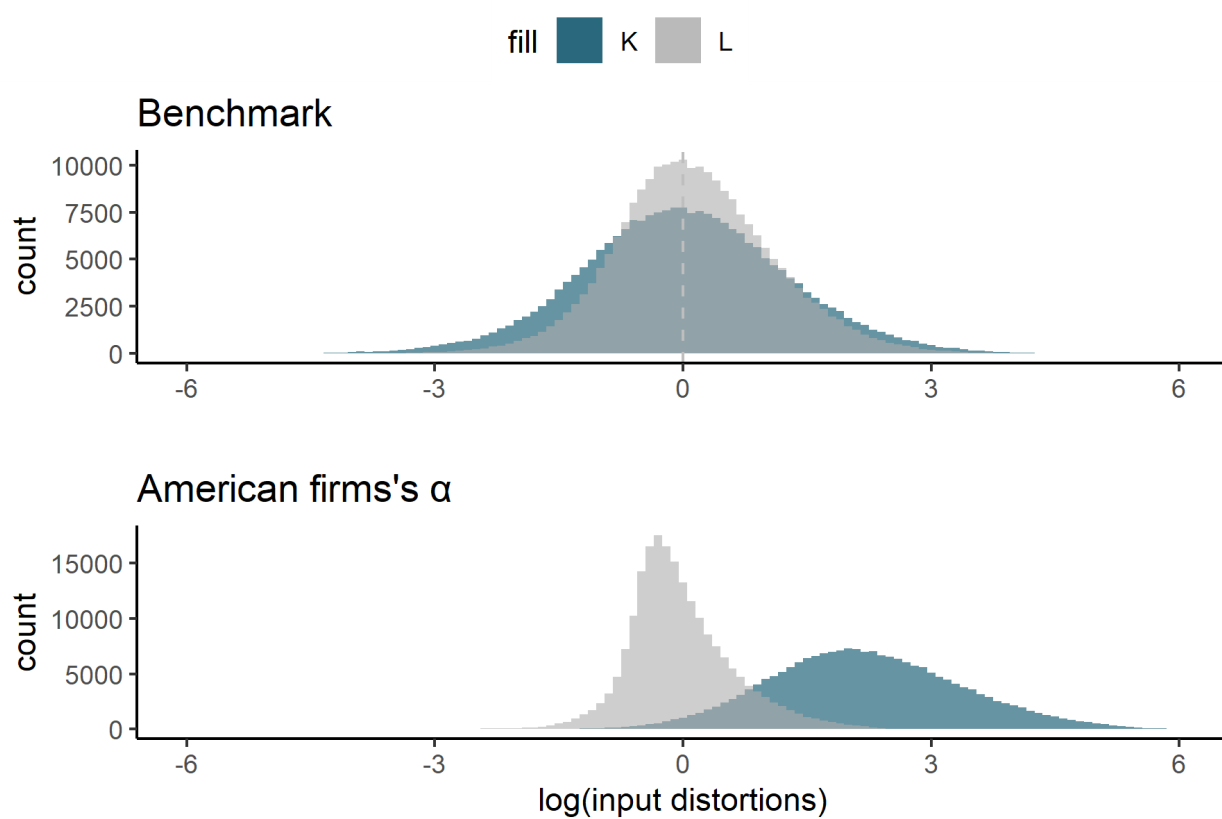 fill K L
Benchmark
10000
7500
5000
2500
0
count
-6 -3 0 3 6
American firms's α
15000
10000
5000
0
count
-6 -3 0 3 6
log(input distortions)